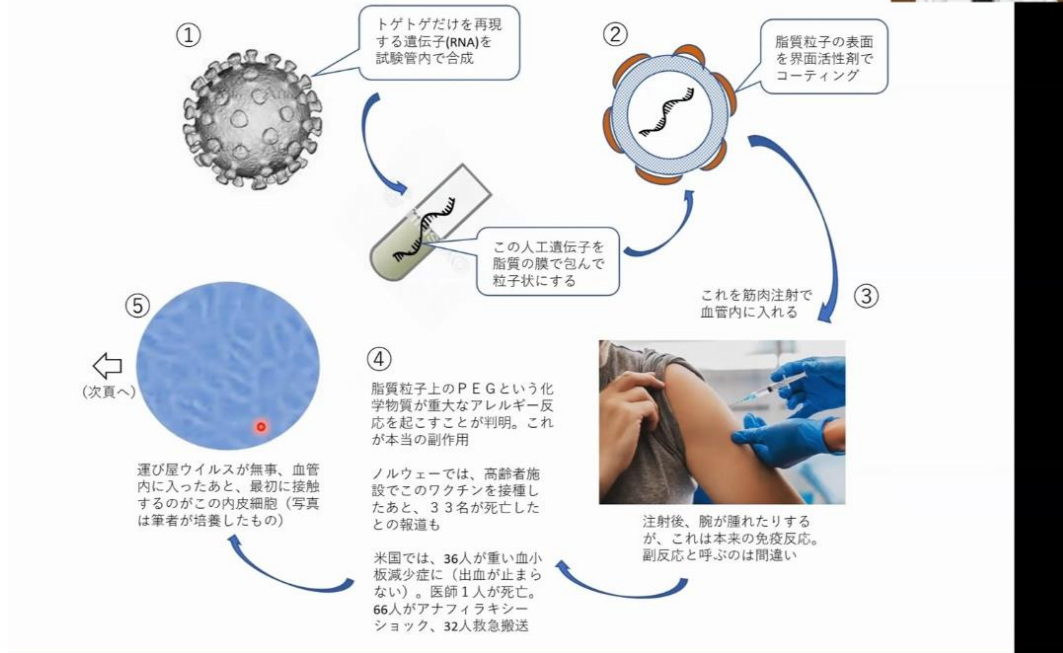 ①
トゲトゲだけを再現
する遺伝子(RNA)を
試験管内で合成
この人工遺伝子を
脂質の膜で包んで
粒子状にする
②
脂質粒子の表面
を界面活性剤で
コーティング
③
これを筋肉注射で
血管内に入れる
注射後、腕が腫れたりする
が、これは本来の免疫反応。
副反応と呼ぶのは間違い
④
脂質粒子上のＰＥＧという化
学物質が重大なアレルギー反
応を起こすことが判明。これ
が本当の副作用
ノルウェーでは、高齢者施
設でこのワクチンを接種し
たあと、３３名が死亡した
との報道も
米国では、36人が重い血小
板減少症に（出血が止まら
ない）。医師１人が死亡。
66人がアナフィラキシー
ショック、32人救急搬送
⑤
運び屋ウイルスが無事、血管
内に入ったあと、最初に接触
するのがこの内皮細胞（写真
は筆者が培養したもの）
(次頁へ)